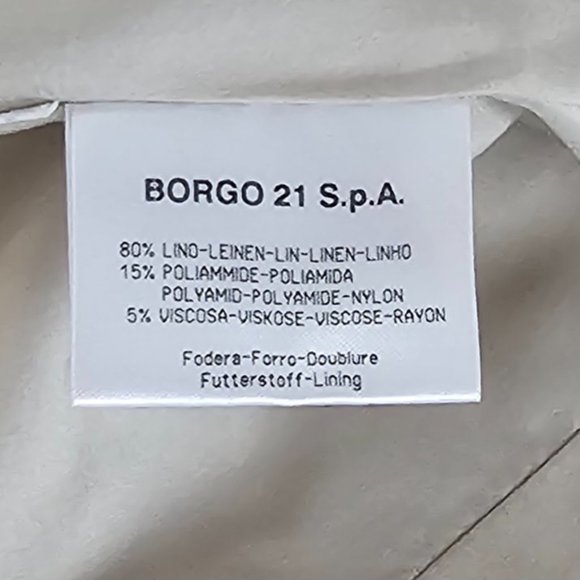 BORGO 21 S.p.A.
80% LINO-LEINEN-LIN-LINEN-LINHO
15% POLIAMMIDE-POLIAMIDA
POLYAMID-POLYAMIDE-NYLON
5% VISCOSA-VISKOSE-VISCOSE-RAYON
Fodera-Forro-Doublure
Futterstoff-Lining